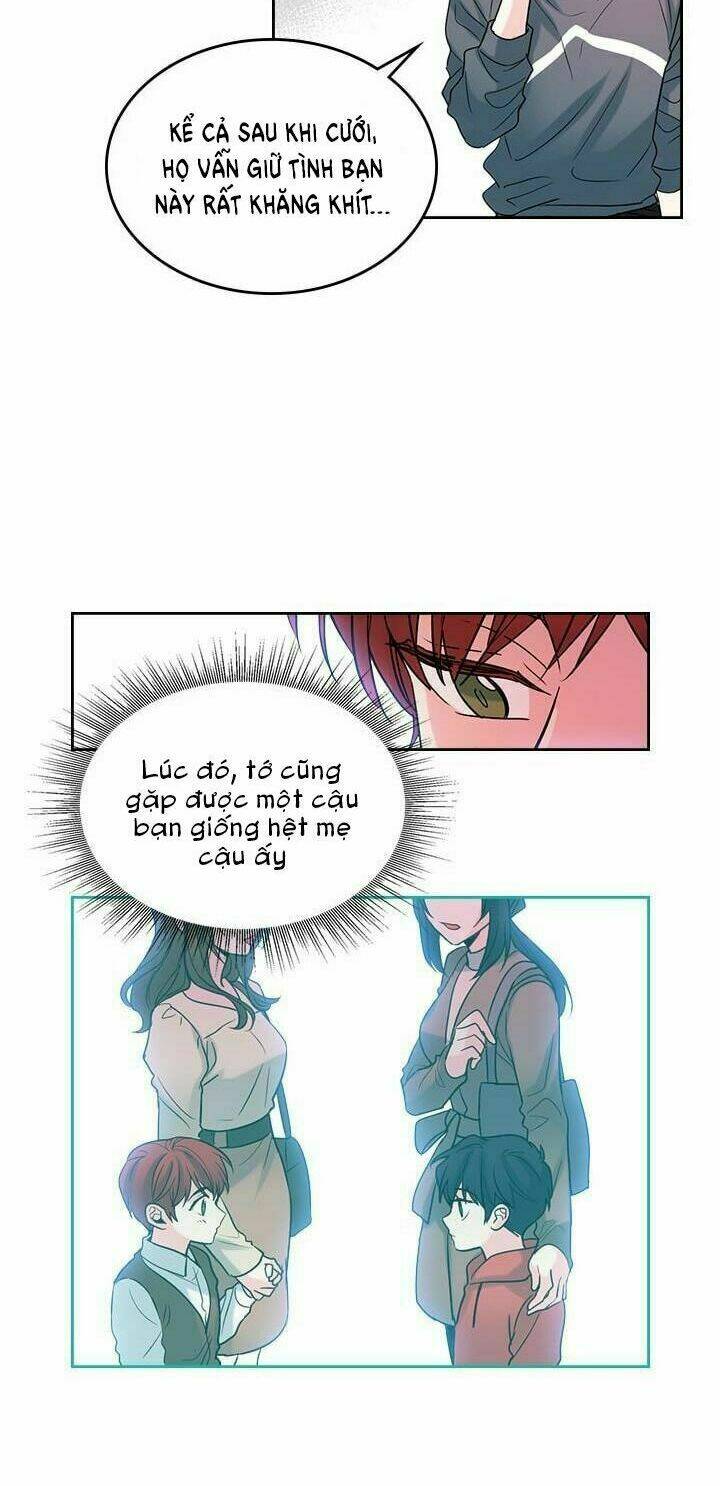 KỂ CẢ SAU KHI CƯỚI,
HỌ VẪN GIỮ TÌNH BẠN
NÀY RẤT KHĂNG KHÍT...
Lúc đó, tớ cũng
gặp được một cậu
bạn giống hệt mẹ
cậu ấy